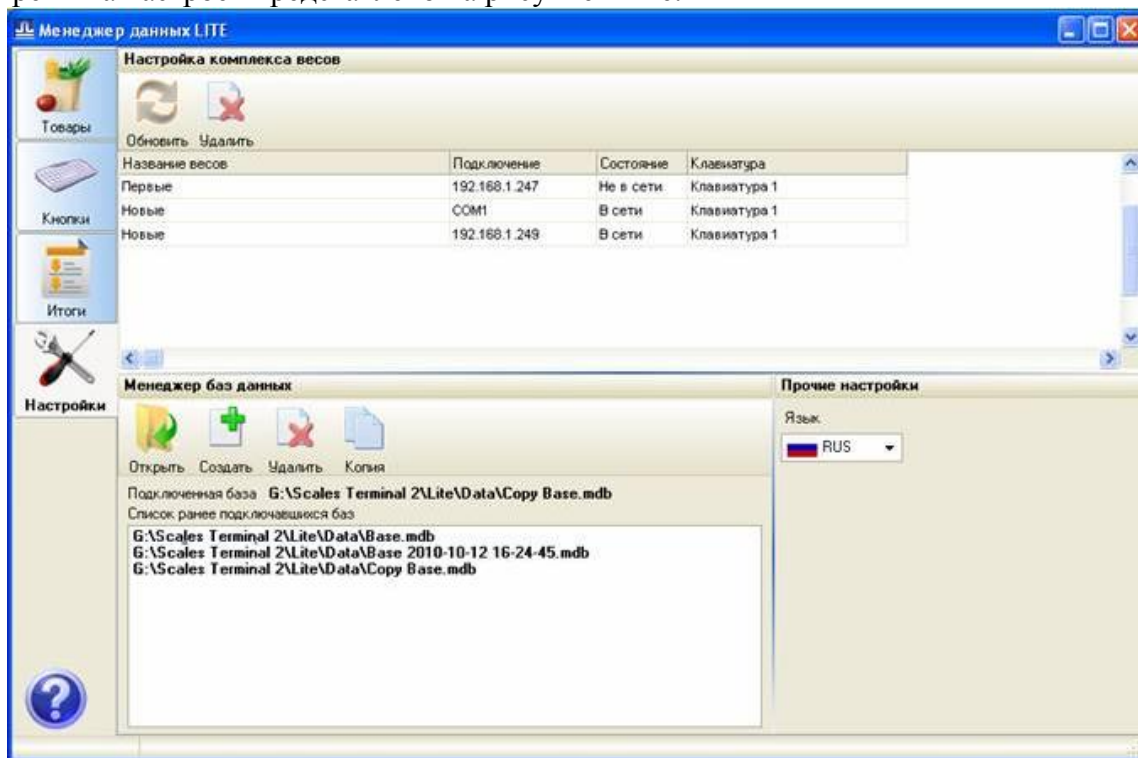 Менеджер данных LITE
Настройка комплекса весов
Товары
Обновить Удалить
Название весов Подключение Состояние Клавиатура
Первые 192.168.1.247 Не в сети Клавиатура 1
Новые COM1 В сети Клавиатура 1
Новые 192.168.1.249 В сети Клавиатура 1
Кнопки
Итоги
Настройки
Менеджер баз данных
Открыть Создать Удалить Копия
Подключенная база G:\Scales Terminal 2\Lite\Data\Copy Base.mdb
Список ранее подключавшихся баз
G:\Scales Terminal 2\Lite\Data\Base.mdb
G:\Scales Terminal 2\Lite\Data\Base 2010-10-12 16-24-45.mdb
G:\Scales Terminal 2\Lite\Data\Copy Base.mdb
Прочие настройки
Язык
RUS
?